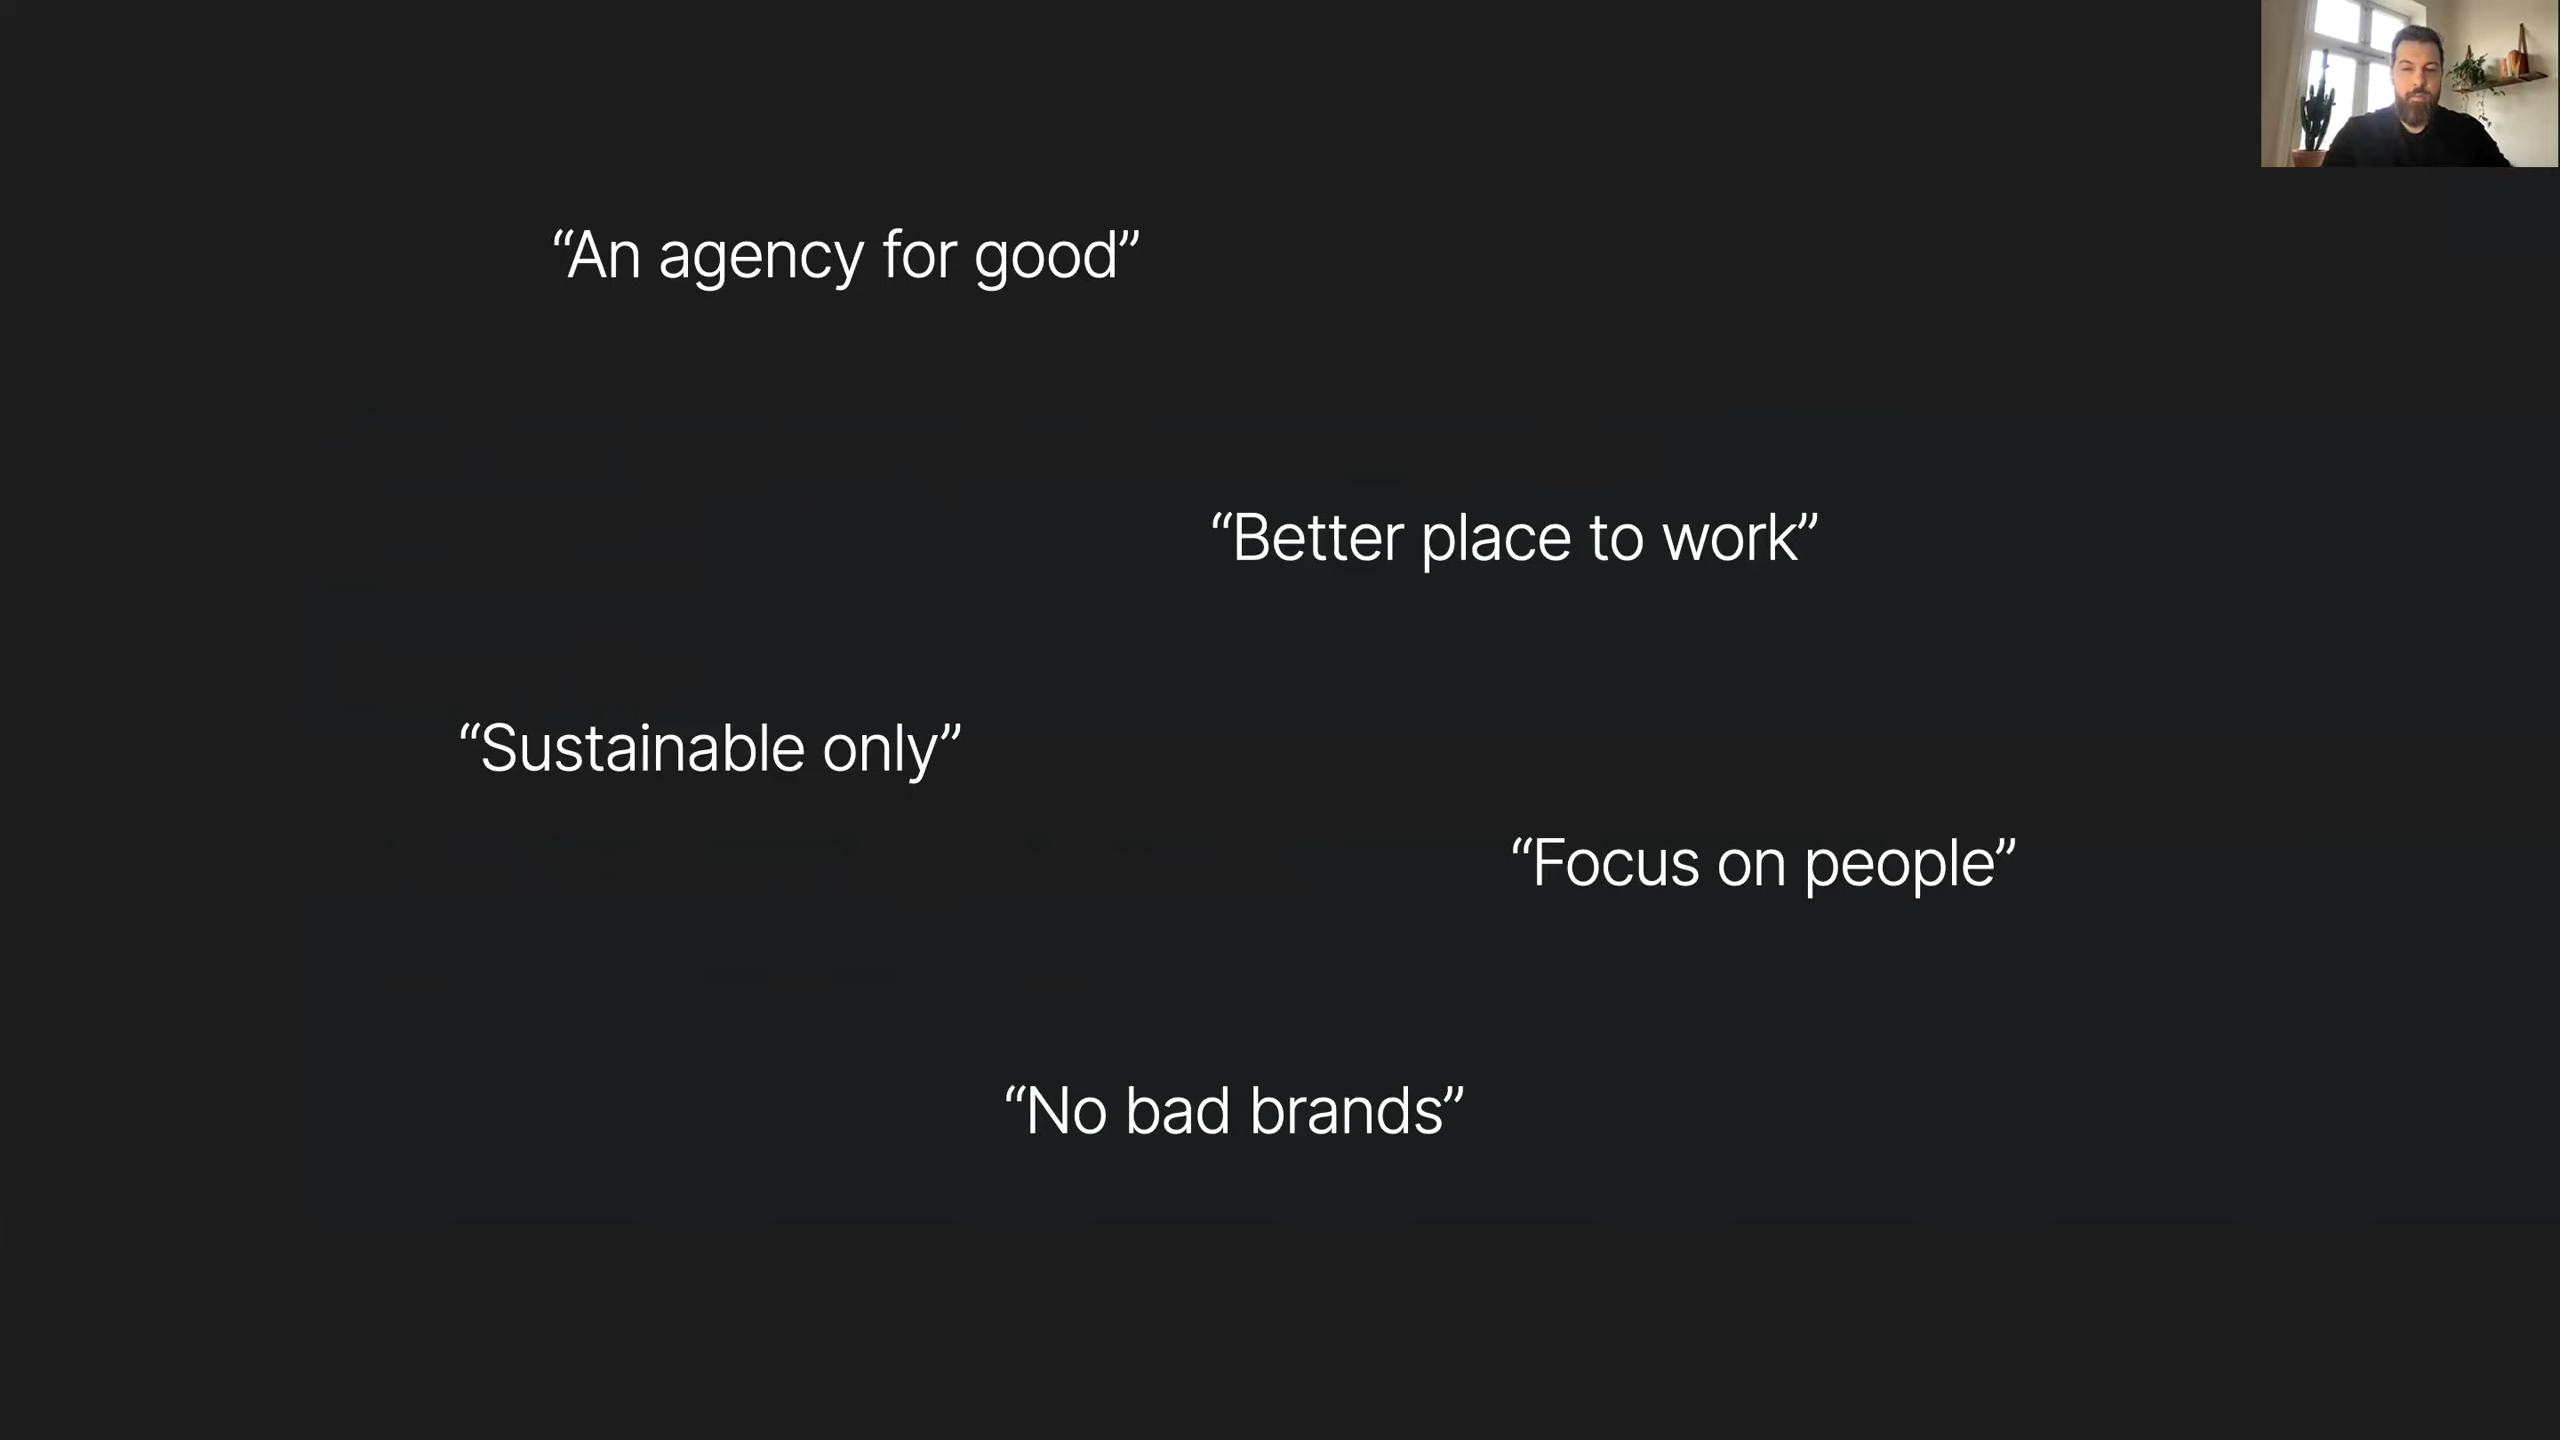 “An agency for good”
“Better place to work”
“Sustainable only”
“Focus on people”
“No bad brands”